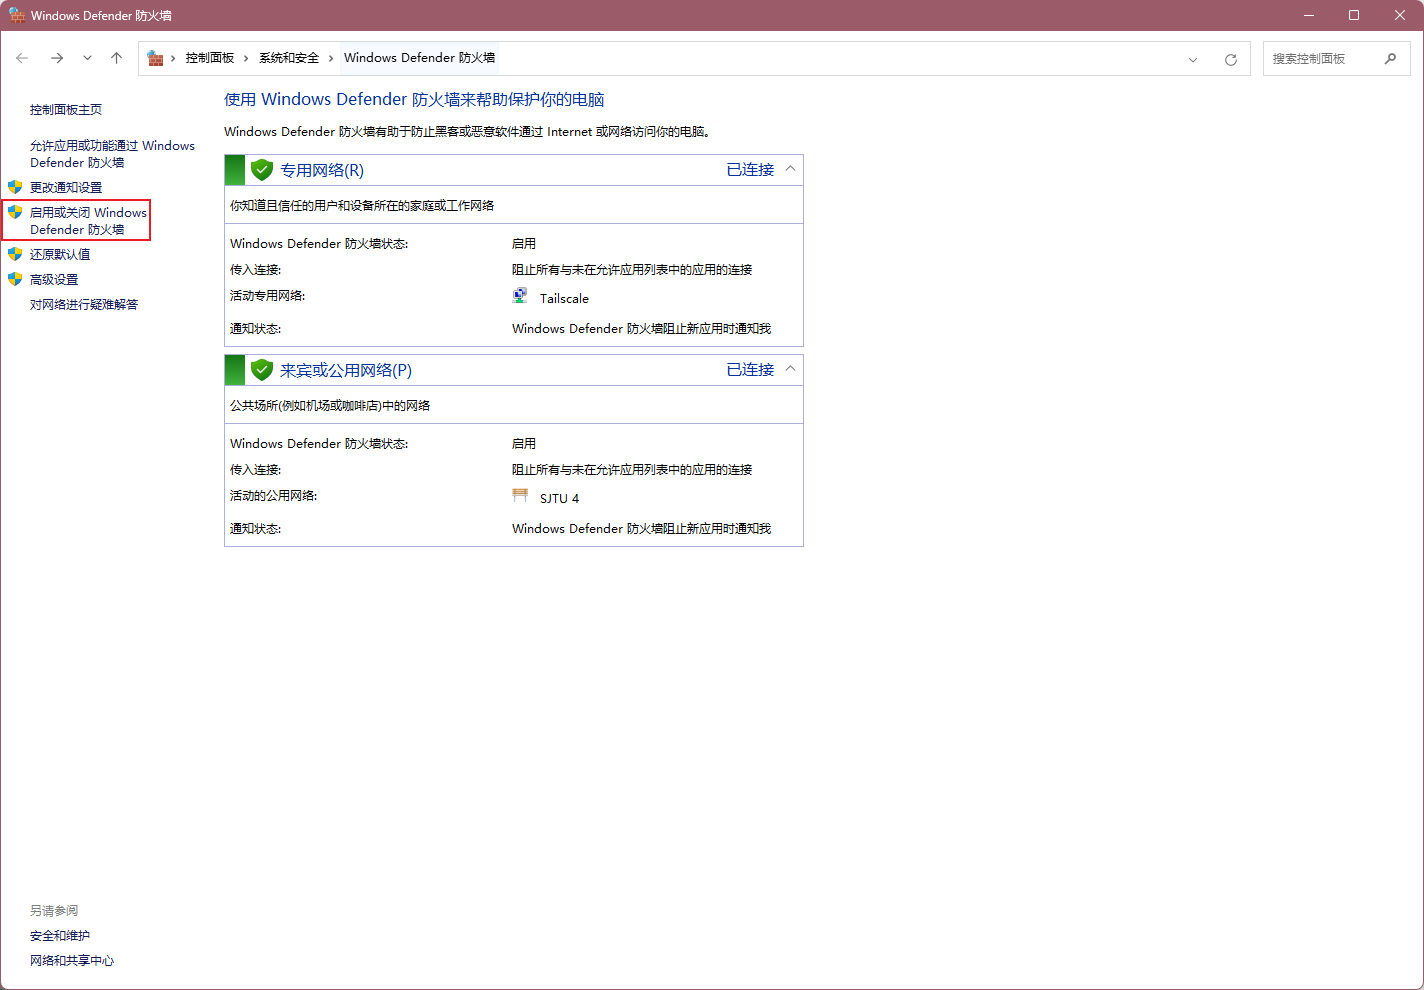 Windows Defender 防火墙
控制面板 › 系统和安全 › Windows Defender 防火墙
搜索控制面板
控制面板主页
允许应用或功能通过 Windows
Defender 防火墙
更改通知设置
启用或关闭 Windows
Defender 防火墙
还原默认值
高级设置
对网络进行疑难解答
使用 Windows Defender 防火墙来帮助保护你的电脑
Windows Defender 防火墙有助于防止黑客或恶意软件通过 Internet 或网络访问你的电脑。
专用网络(R) 已连接
你知道且信任的用户和设备所在的家庭或工作网络
Windows Defender 防火墙状态: 启用
传入连接: 阻止所有与未在允许应用列表中的应用的连接
活动专用网络: Tailscale
通知状态: Windows Defender 防火墙阻止新应用时通知我
来宾或公用网络(P) 已连接
公共场所(例如机场或咖啡店)中的网络
Windows Defender 防火墙状态: 启用
传入连接: 阻止所有与未在允许应用列表中的应用的连接
活动的公用网络: SJTU 4
通知状态: Windows Defender 防火墙阻止新应用时通知我
另请参阅
安全和维护
网络和共享中心